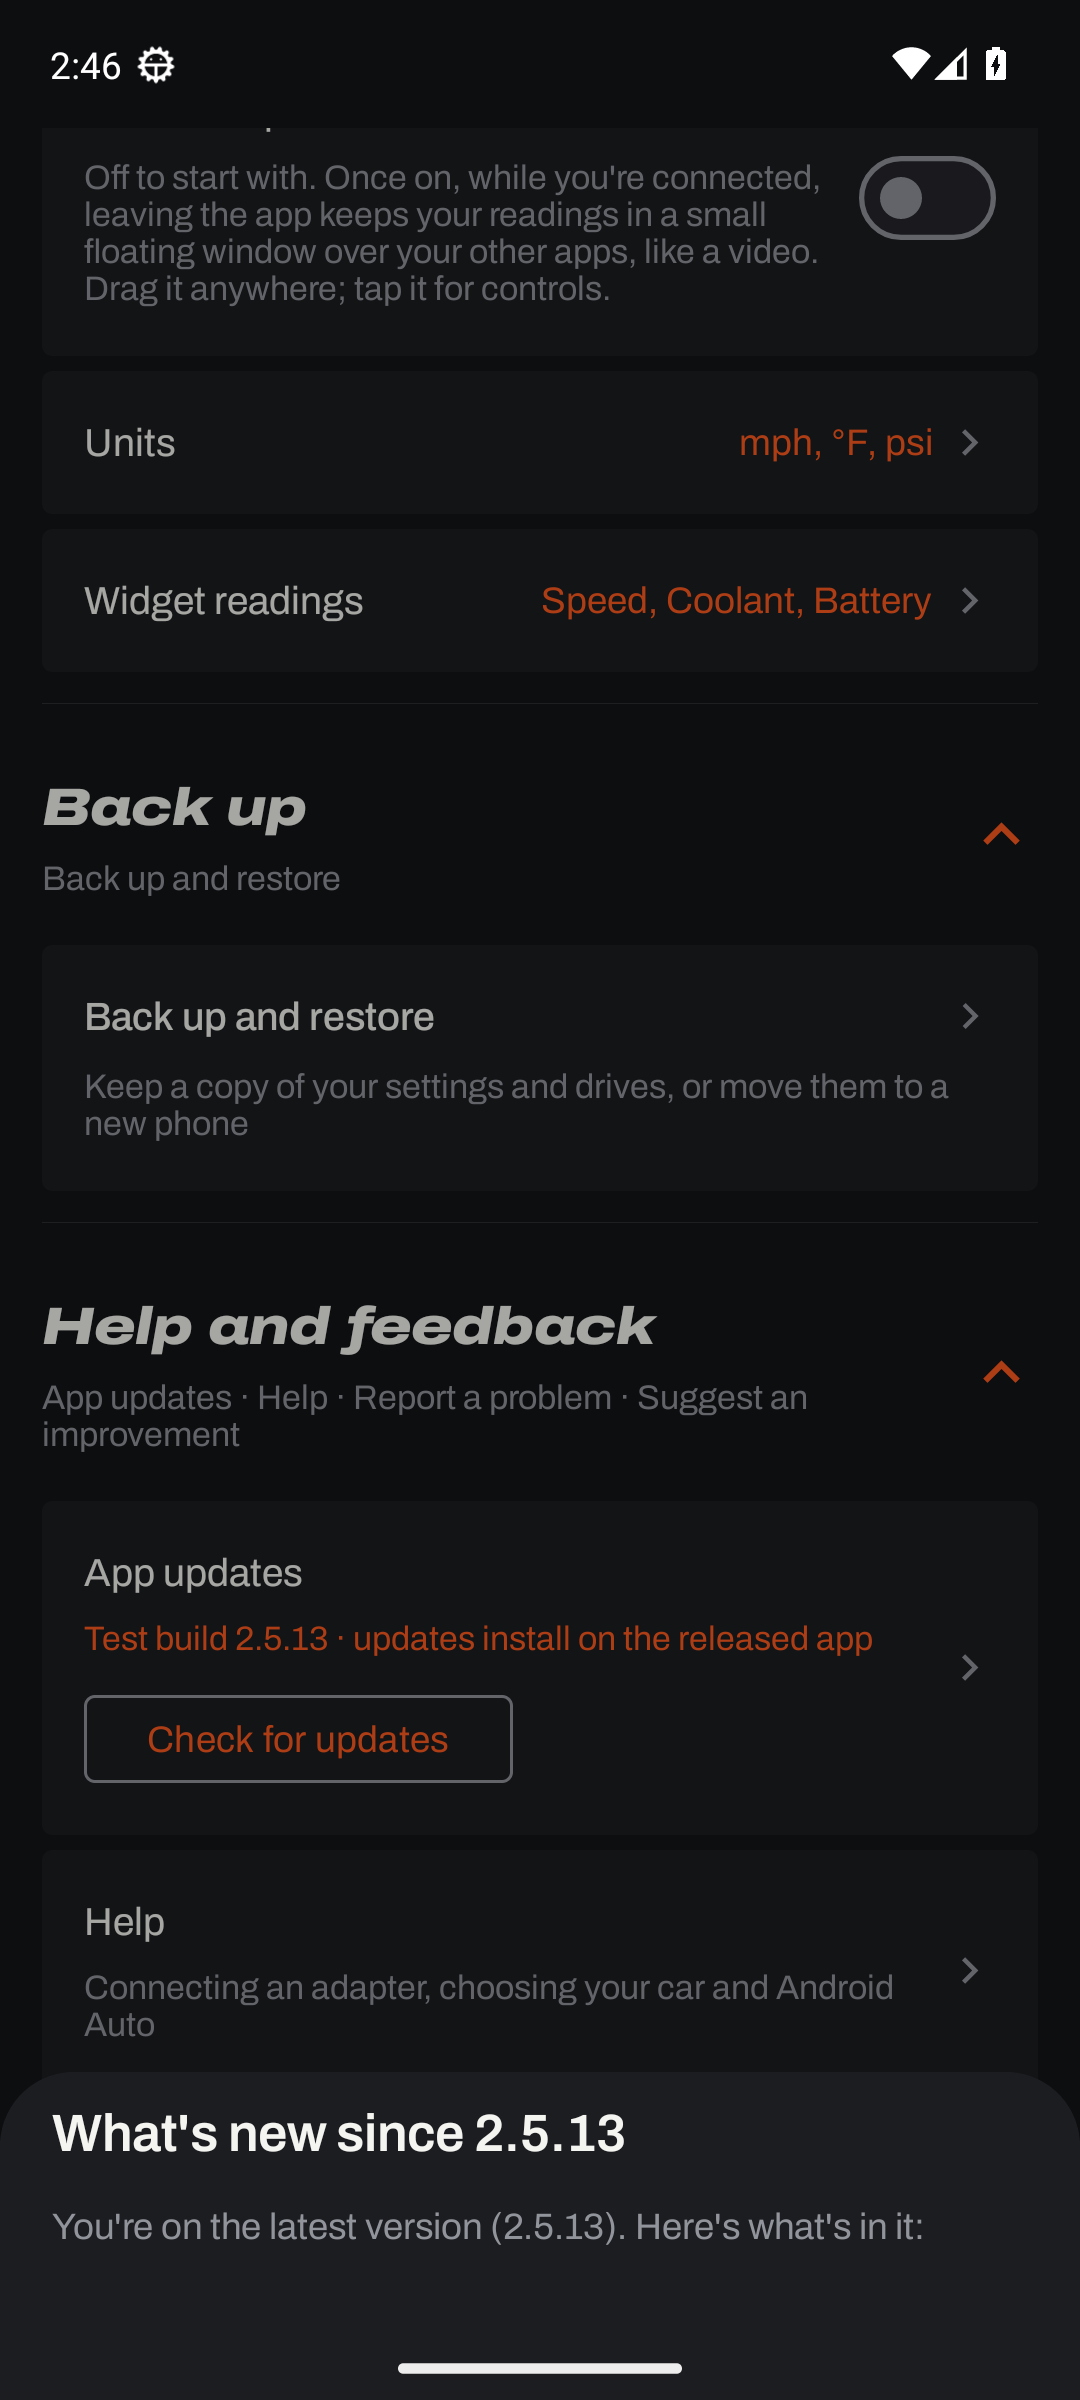 2:46
Off to start with. Once on, while you're connected,
leaving the app keeps your readings in a small
floating window over your other apps, like a video.
Drag it anywhere; tap it for controls.
Units
mph, °F, psi
Widget readings
Speed, Coolant, Battery
Back up
Back up and restore
Back up and restore
Keep a copy of your settings and drives, or move them to a
new phone
Help and feedback
App updates · Help · Report a problem · Suggest an
improvement
App updates
Test build 2.5.13 · updates install on the released app
Check for updates
Help
Connecting an adapter, choosing your car and Android
Auto
What's new since 2.5.13
You're on the latest version (2.5.13). Here's what's in it: